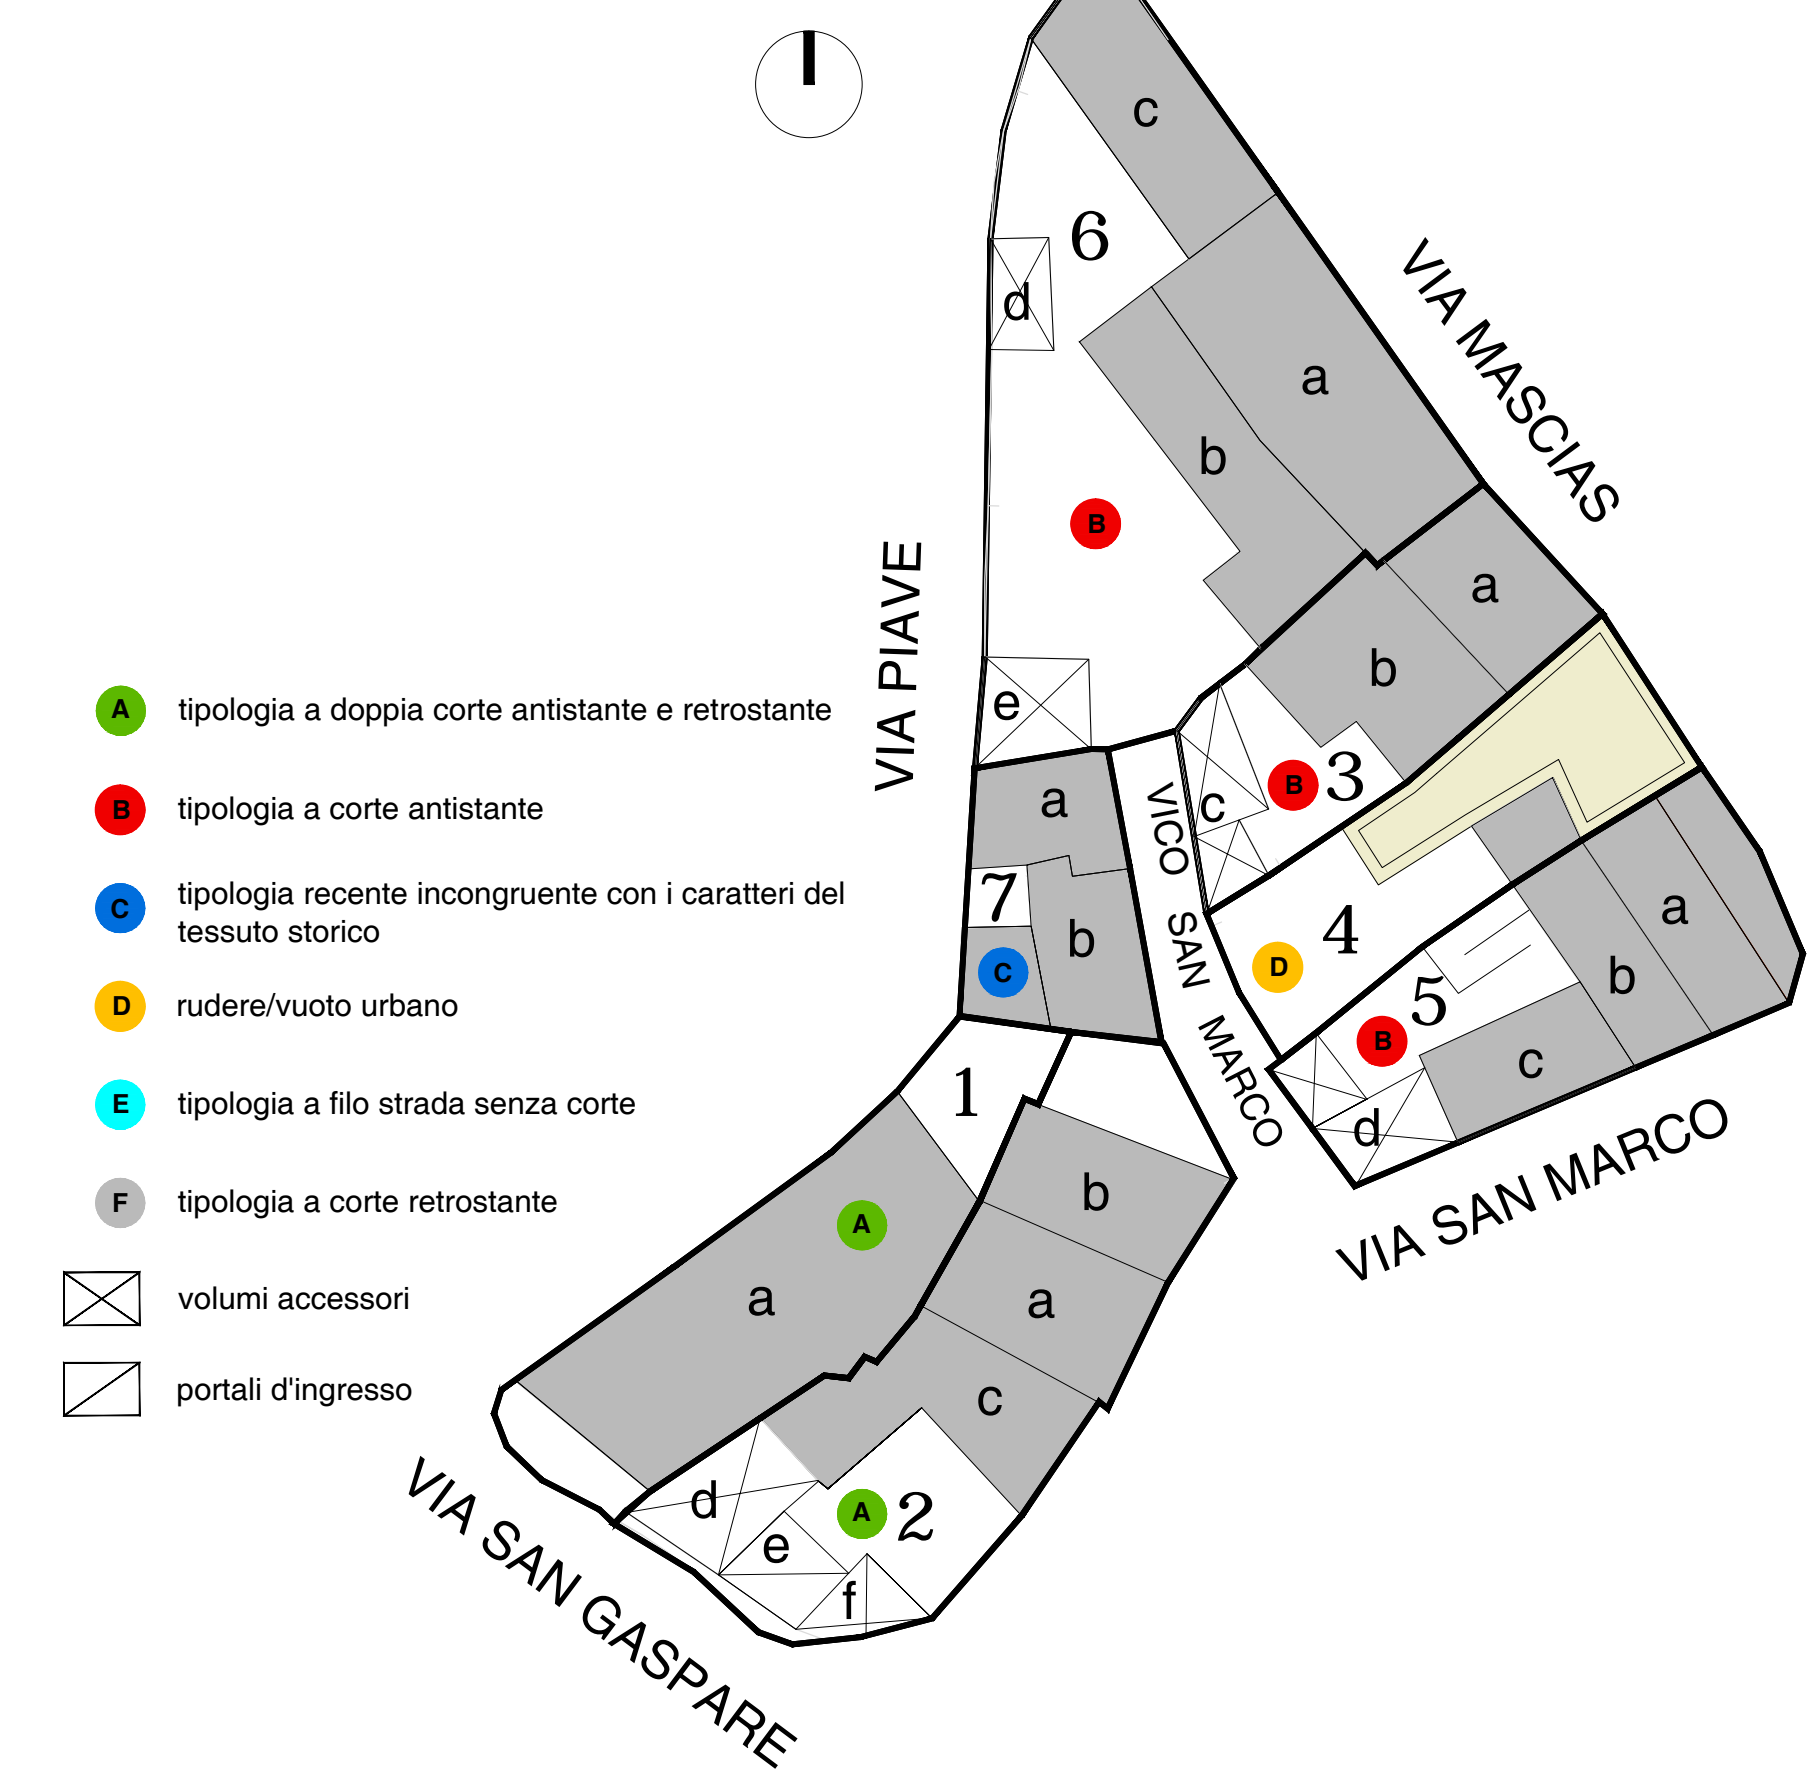 c
6
d
a
b
VIA MASCIAS
B
VIA PIAVE
a
b
e
B 3
c
a
VICO SAN MARCO
7
b
C
4
D
a
b
5
B
c
d
VIA SAN MARCO
1
b
A
a
a
c
d
A 2
e
f
VIA SAN GASPARE
A tipologia a doppia corte antistante e retrostante
B tipologia a corte antistante
C tipologia recente incongruente con i caratteri del
tessuto storico
D rudere/vuoto urbano
E tipologia a filo strada senza corte
F tipologia a corte retrostante
volumi accessori
portali d'ingresso